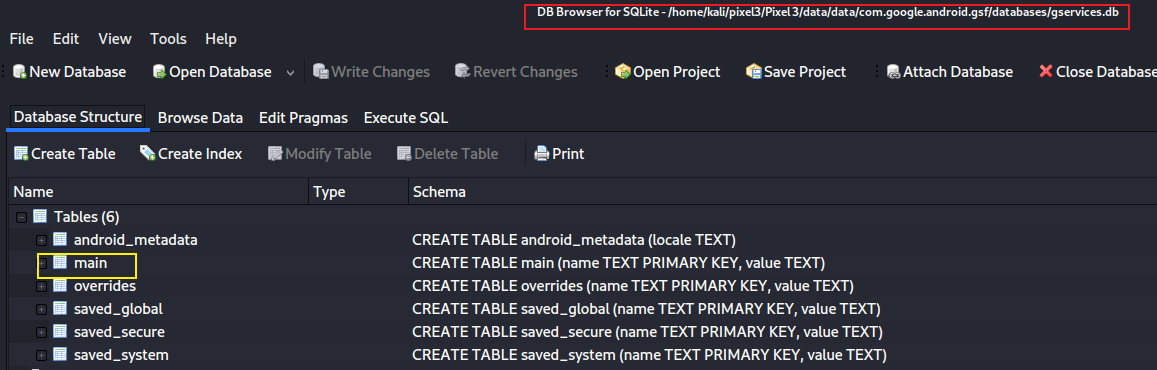 DB Browser for SQLite - /home/kali/pixel3/Pixel 3/data/data/com.google.android.gsf/databases/gservices.db
File Edit View Tools Help
New Database Open Database Write Changes Revert Changes Open Project Save Project Attach Database Close Database
Database Structure Browse Data Edit Pragmas Execute SQL
Create Table Create Index Modify Table Delete Table Print
Name Type Schema
Tables (6)
android_metadata CREATE TABLE android_metadata (locale TEXT)
main CREATE TABLE main (name TEXT PRIMARY KEY, value TEXT)
overrides CREATE TABLE overrides (name TEXT PRIMARY KEY, value TEXT)
saved_global CREATE TABLE saved_global (name TEXT PRIMARY KEY, value TEXT)
saved_secure CREATE TABLE saved_secure (name TEXT PRIMARY KEY, value TEXT)
saved_system CREATE TABLE saved_system (name TEXT PRIMARY KEY, value TEXT)